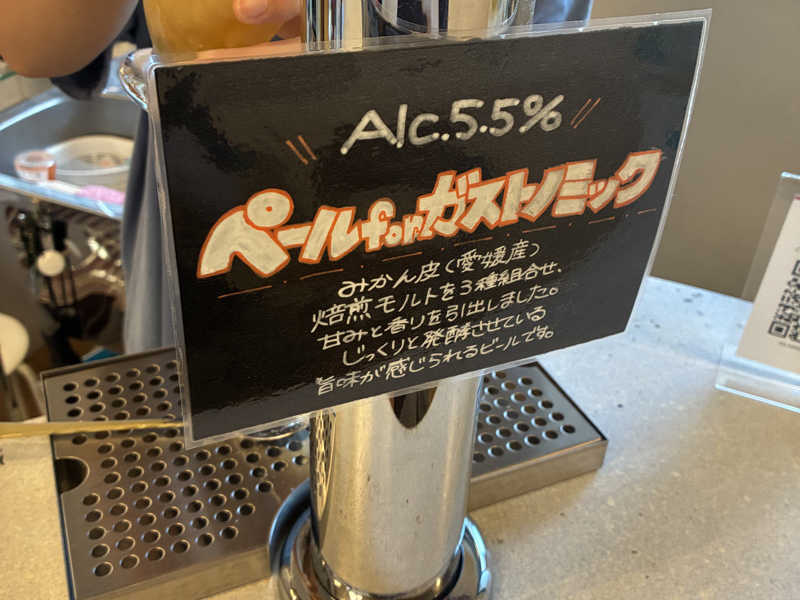 Alc.5.5%
ペールforガストノミック
みかん皮(愛媛産)
焙煎モルトを3種組合せ、
甘みと香りを引出しました。
じっくりと発酵させている
旨味が感じられるビールです。